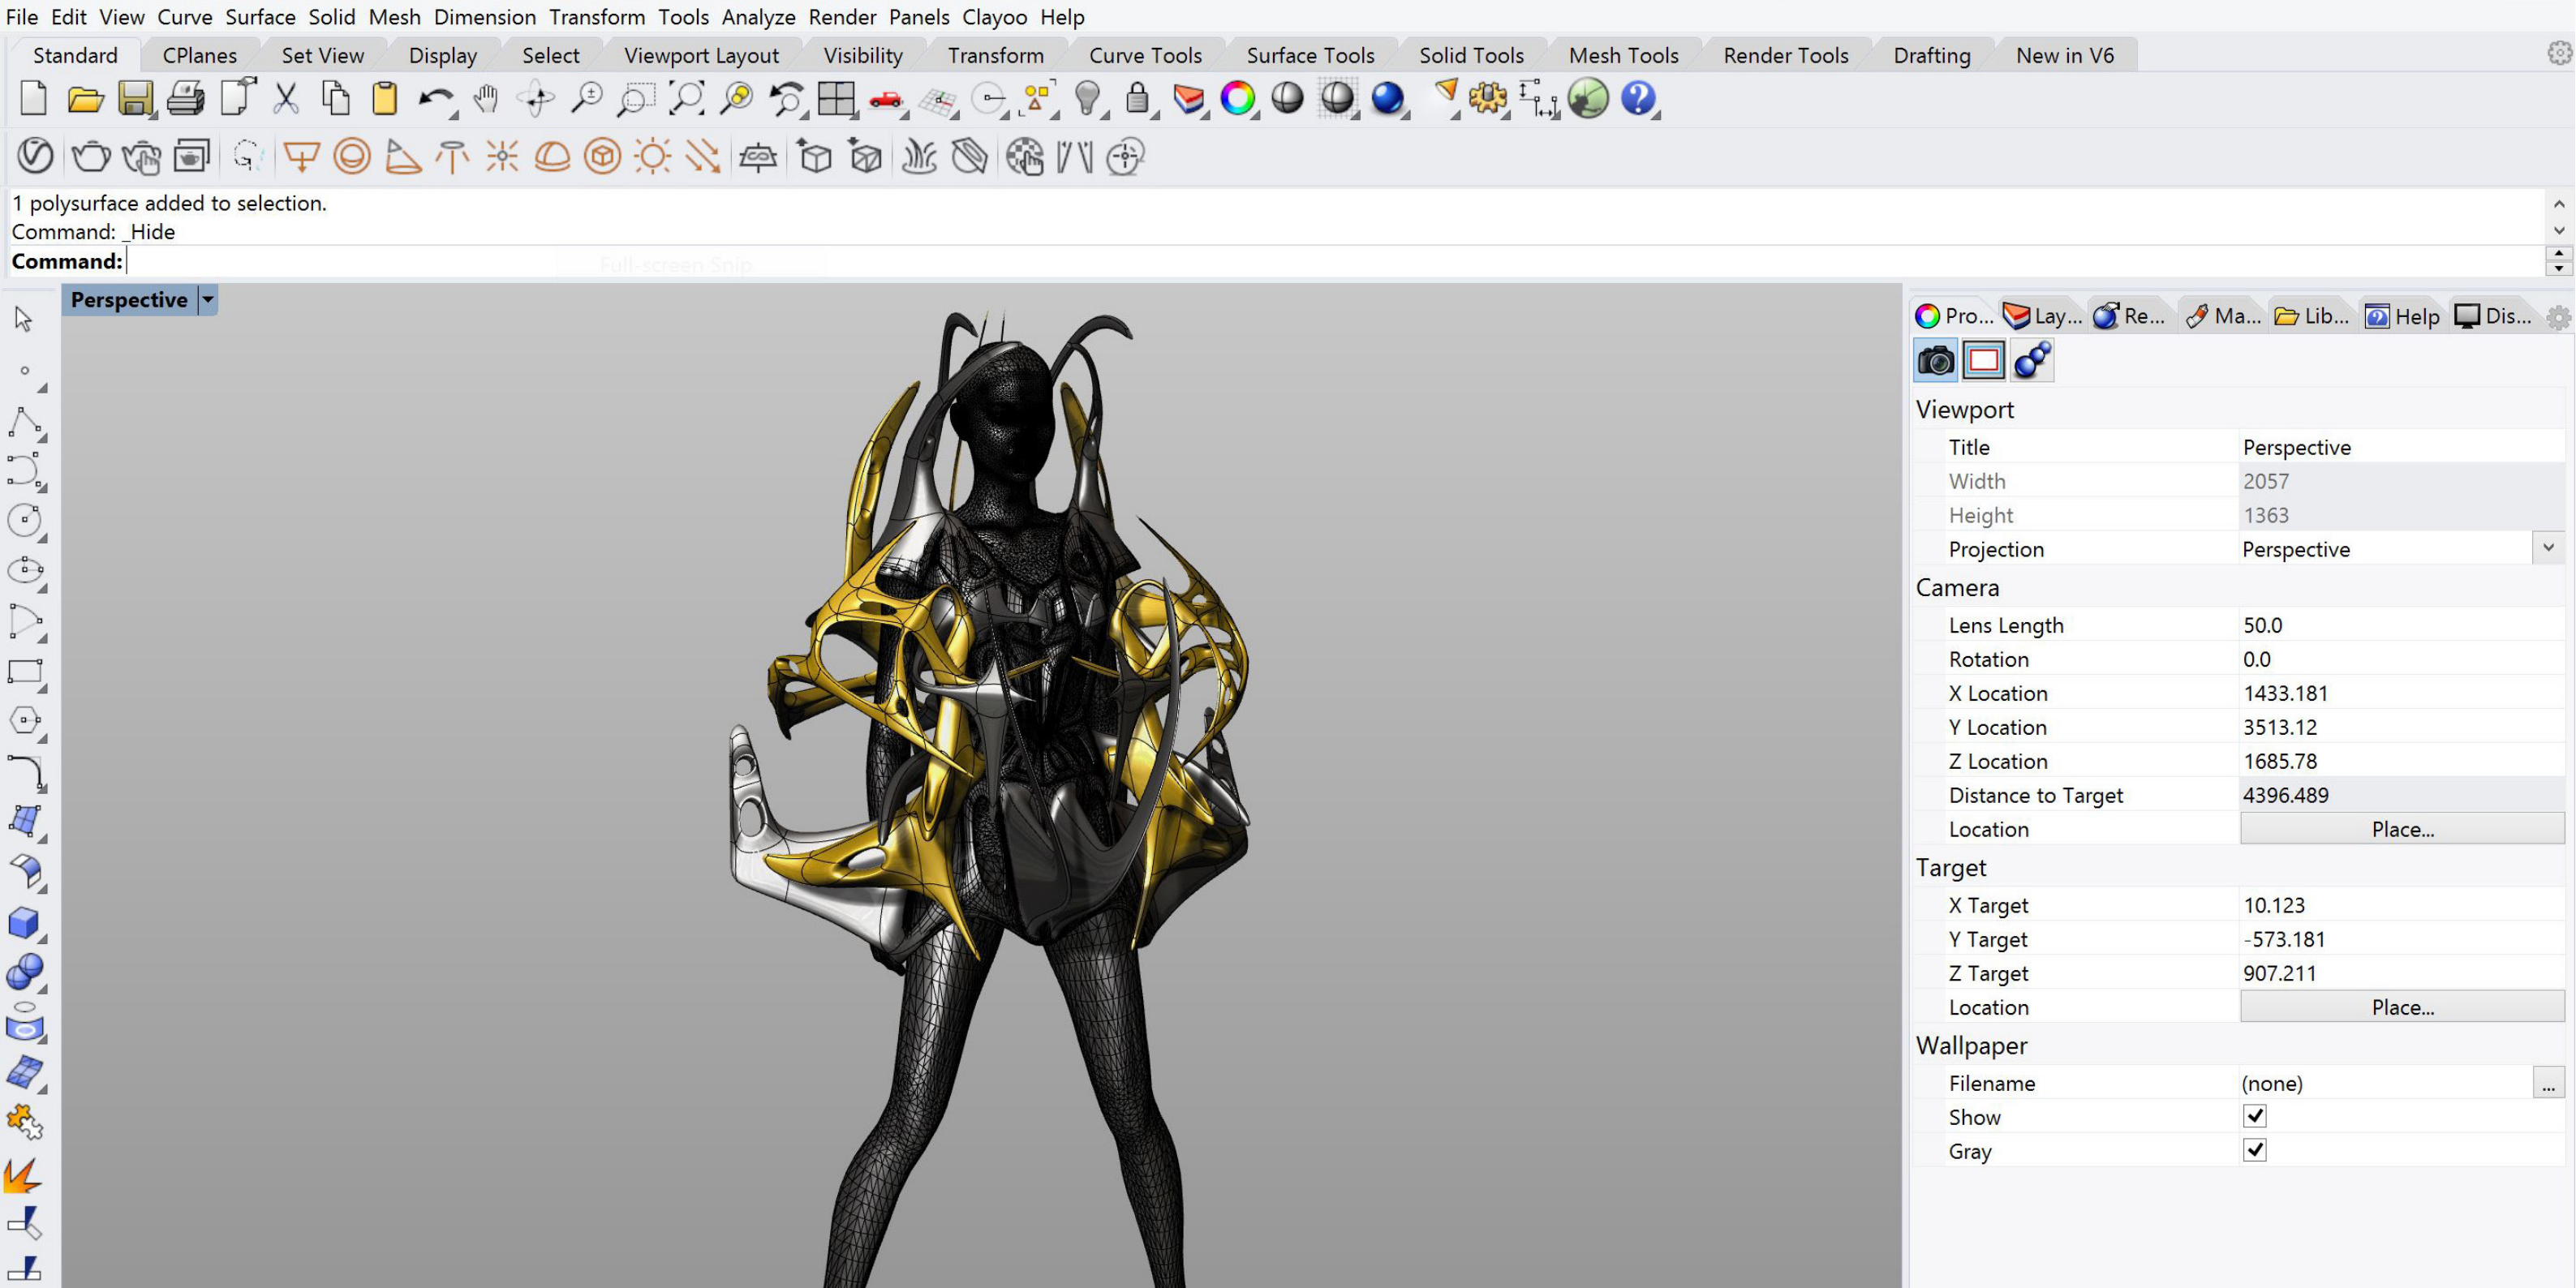 File Edit View Curve Surface Solid Mesh Dimension Transform Tools Analyze Render Panels Clayoo Help
Standard CPlanes Set View Display Select Viewport Layout Visibility Transform Curve Tools Surface Tools Solid Tools Mesh Tools Render Tools Drafting New in V6
1 polysurface added to selection.
Command: _Hide
Command:
Full-screen Snip
Perspective
Pro... Lay... Re... Ma... Lib... Help Dis...
Viewport
Title Perspective
Width 2057
Height 1363
Projection Perspective
Camera
Lens Length 50.0
Rotation 0.0
X Location 1433.181
Y Location 3513.12
Z Location 1685.78
Distance to Target 4396.489
Location Place...
Target
X Target 10.123
Y Target -573.181
Z Target 907.211
Location Place...
Wallpaper
Filename (none) ...
Show
Gray